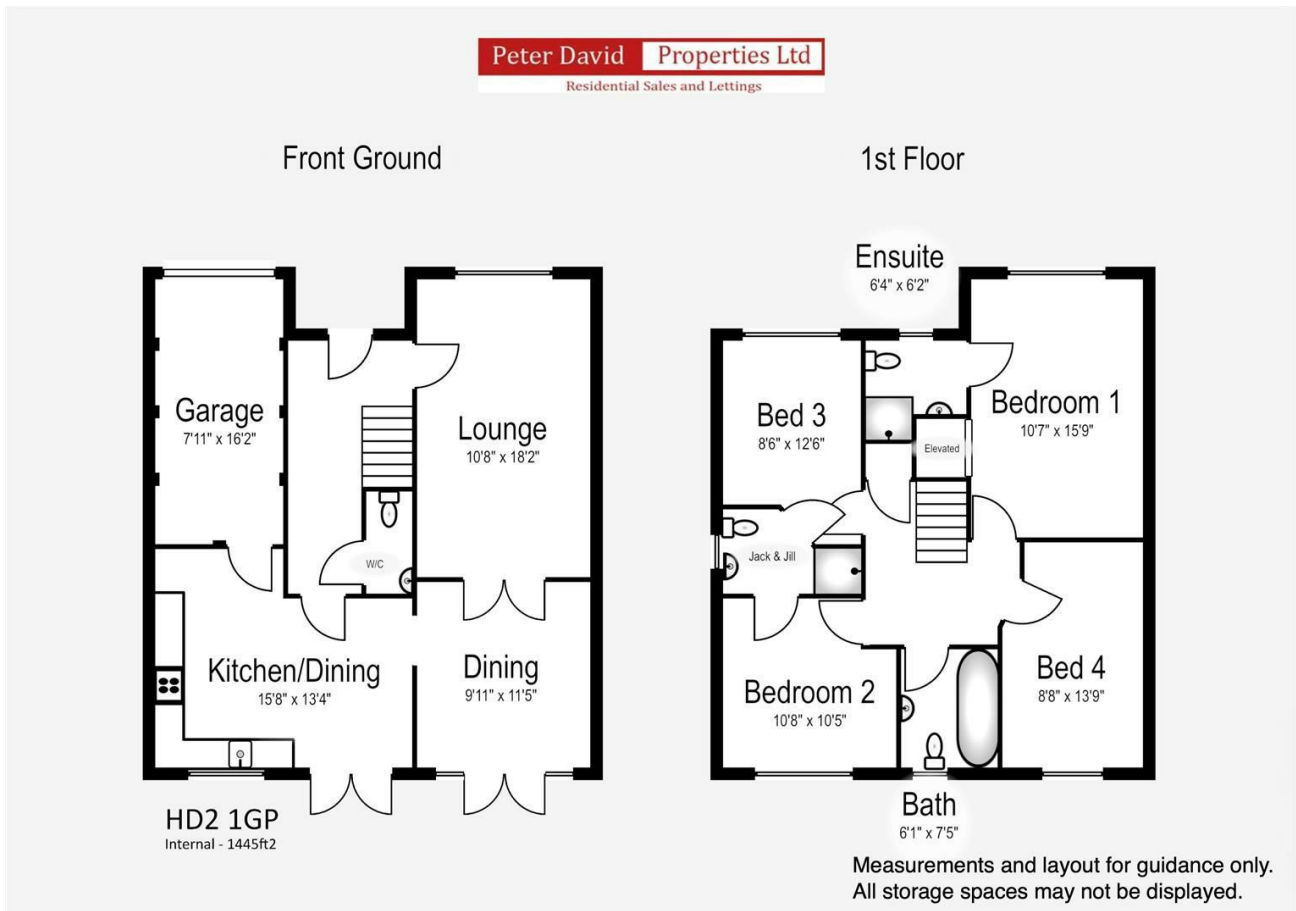 Peter David Properties Ltd
Residential Sales and Lettings
Front Ground
1st Floor
Garage
7'11" x 16'2"
Lounge
10'8" x 18'2"
W/C
Kitchen/Dining
15'8" x 13'4"
Dining
9'11" x 11'5"
HD2 1GP
Internal - 1445ft2
Ensuite
6'4" x 6'2"
Bed 3
8'6" x 12'6"
Bedroom 1
10'7" x 15'9"
Elevated
Jack & Jill
Bedroom 2
10'8" x 10'5"
Bed 4
8'8" x 13'9"
Bath
6'1" x 7'5"
Measurements and layout for guidance only.
All storage spaces may not be displayed.